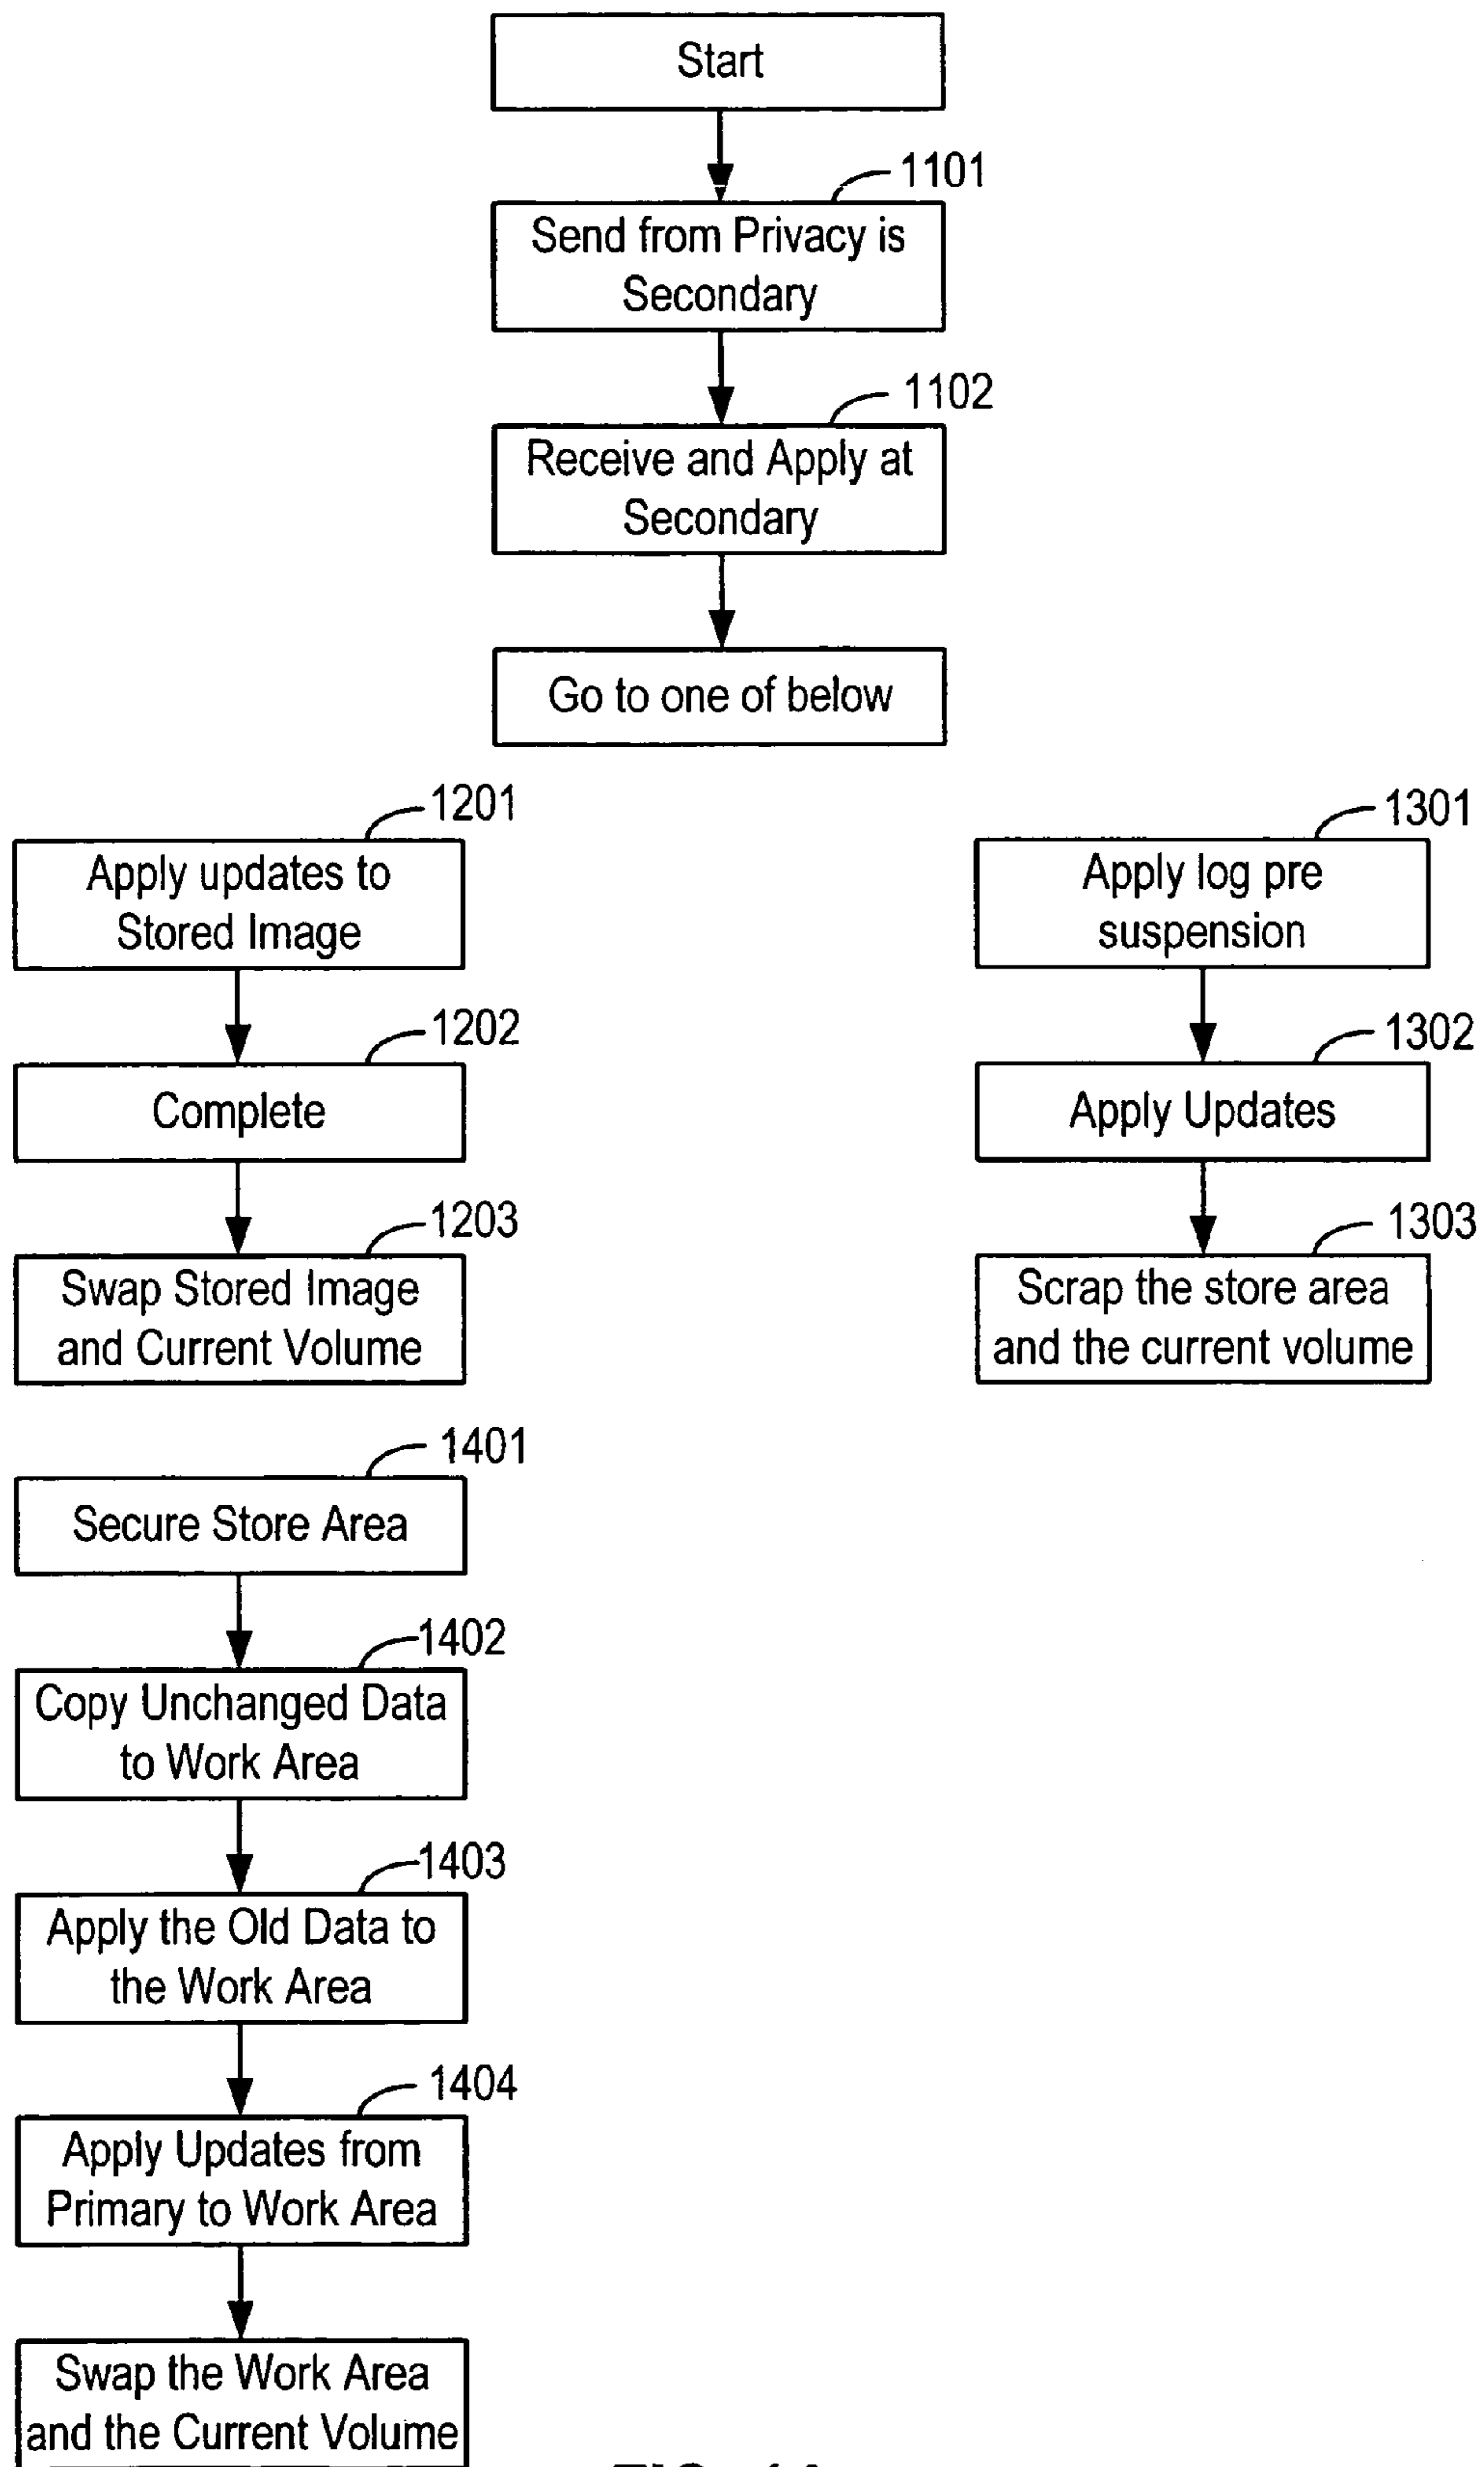 Start
1101
Send from Privacy is
Secondary
1102
Receive and Apply at
Secondary
Go to one of below
1201
Apply updates to
Stored Image
1202
Complete
1203
Swap Stored Image
and Current Volume
1301
Apply log pre
suspension
1302
Apply Updates
1303
Scrap the store area
and the current volume
1401
Secure Store Area
1402
Copy Unchanged Data
to Work Area
1403
Apply the Old Data to
the Work Area
1404
Apply Updates from
Primary to Work Area
Swap the Work Area
and the Current Volume